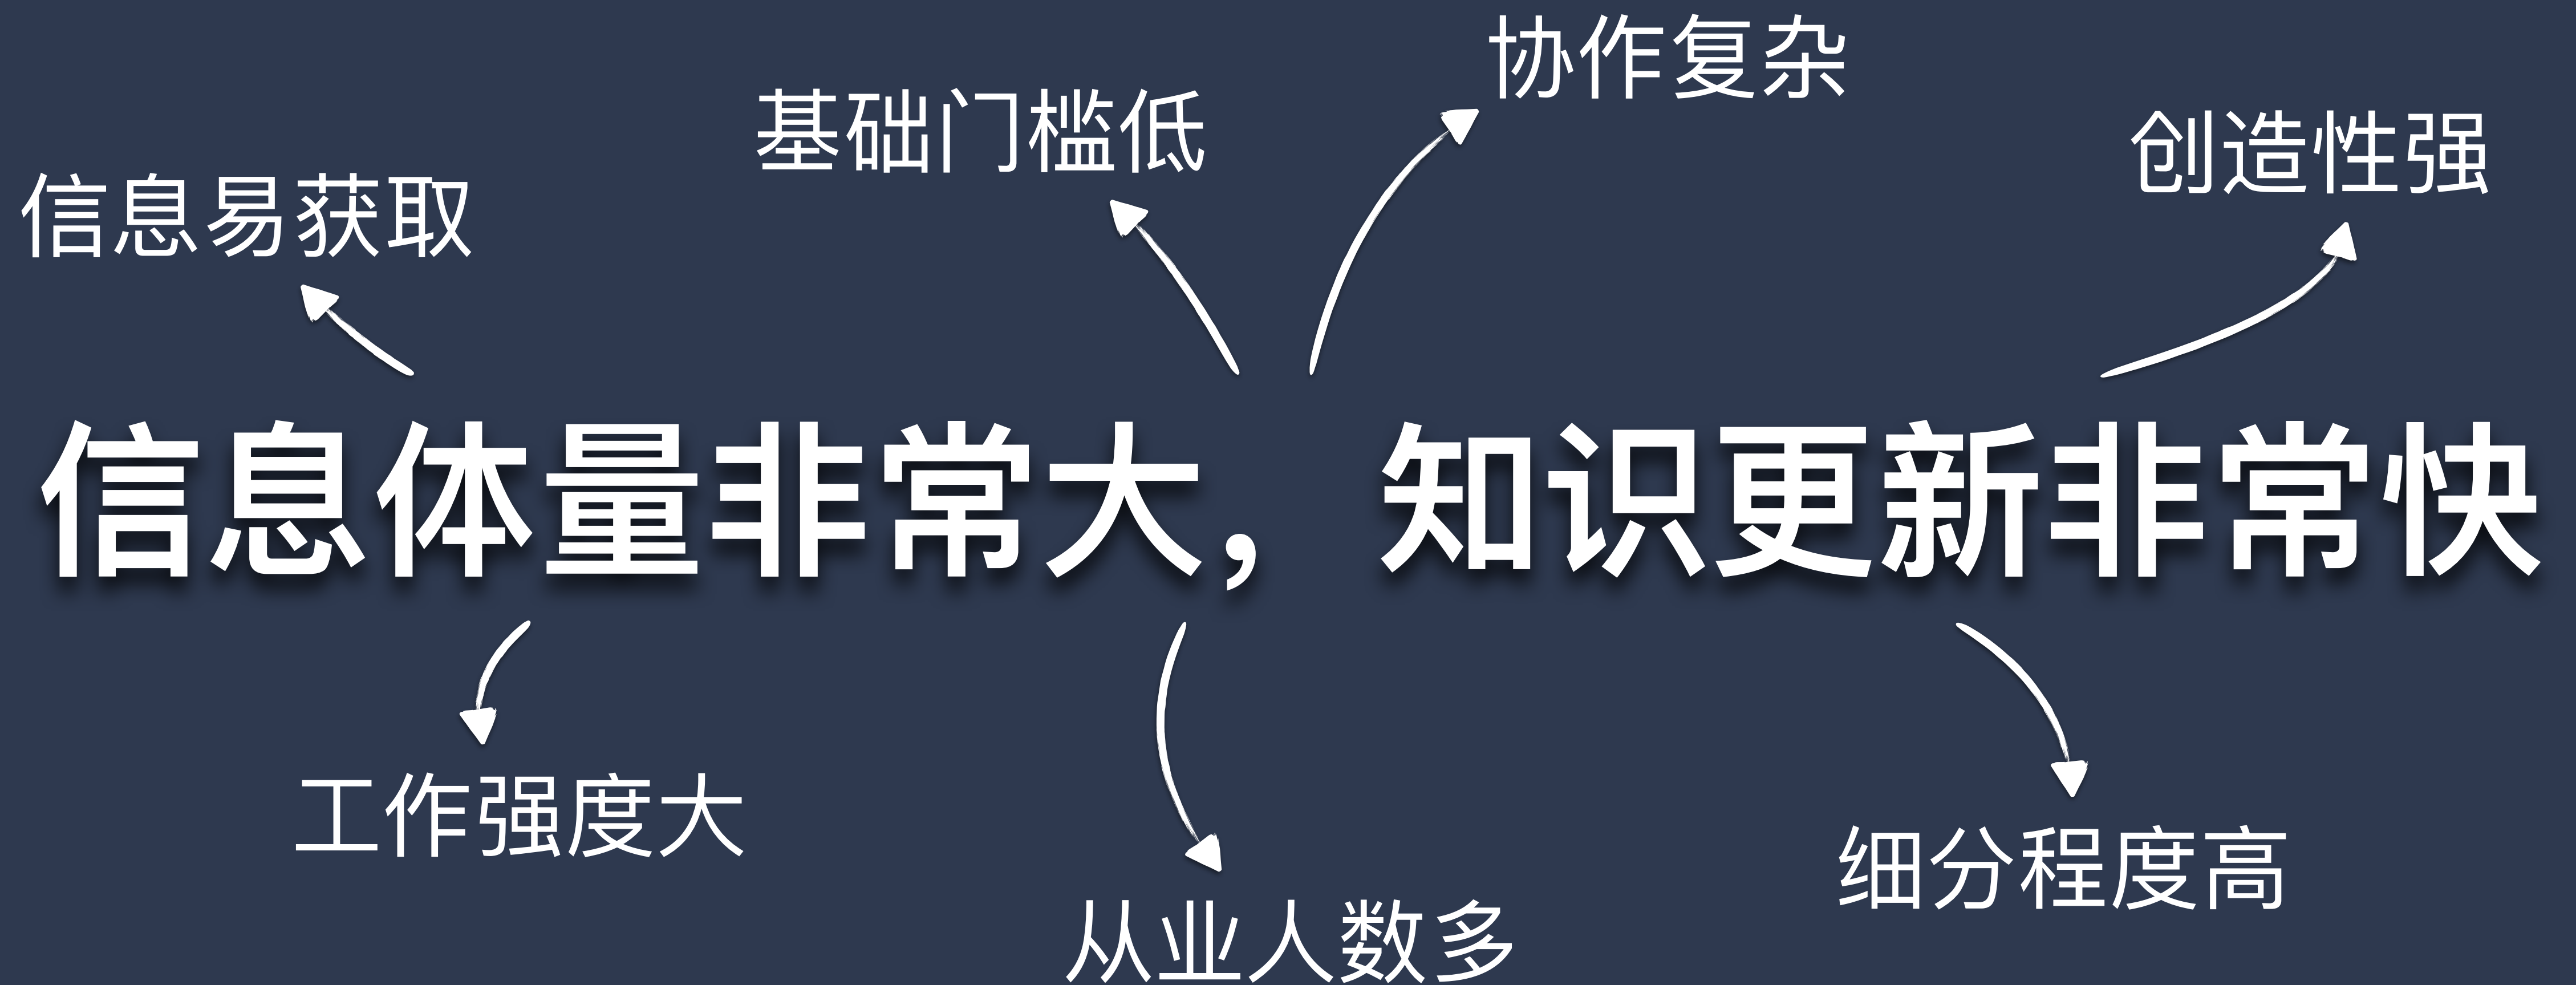 协作复杂
基础门槛低
创造性强
信息易获取
信息体量非常大，知识更新非常快
工作强度大
细分程度高
从业人数多